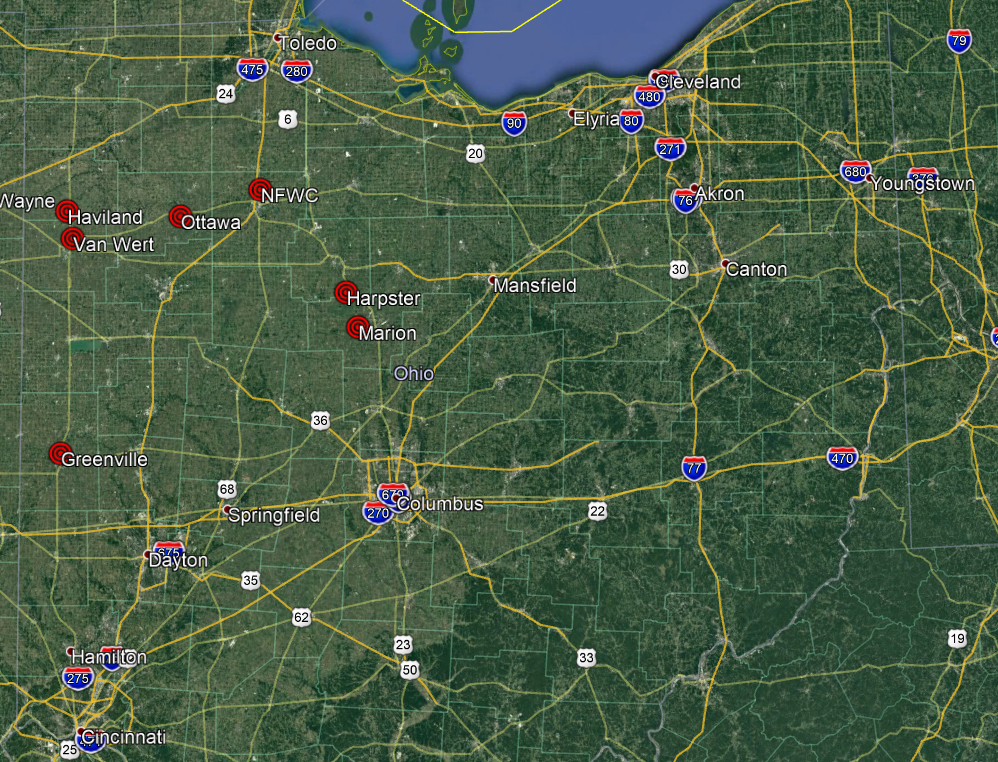 Toledo
79
475
280
24
Cleveland
480
6
90
Elyria
80
20
271
680
Youngstown
Wayne
NFWC
Akron
76
Haviland
Ottawa
Van Wert
30
Canton
Mansfield
Harpster
Marion
Ohio
36
Greenville
77
470
68
670
Columbus
270
22
Springfield
675
Dayton
35
62
23
19
Hamilton
33
50
275
Cincinnati
25